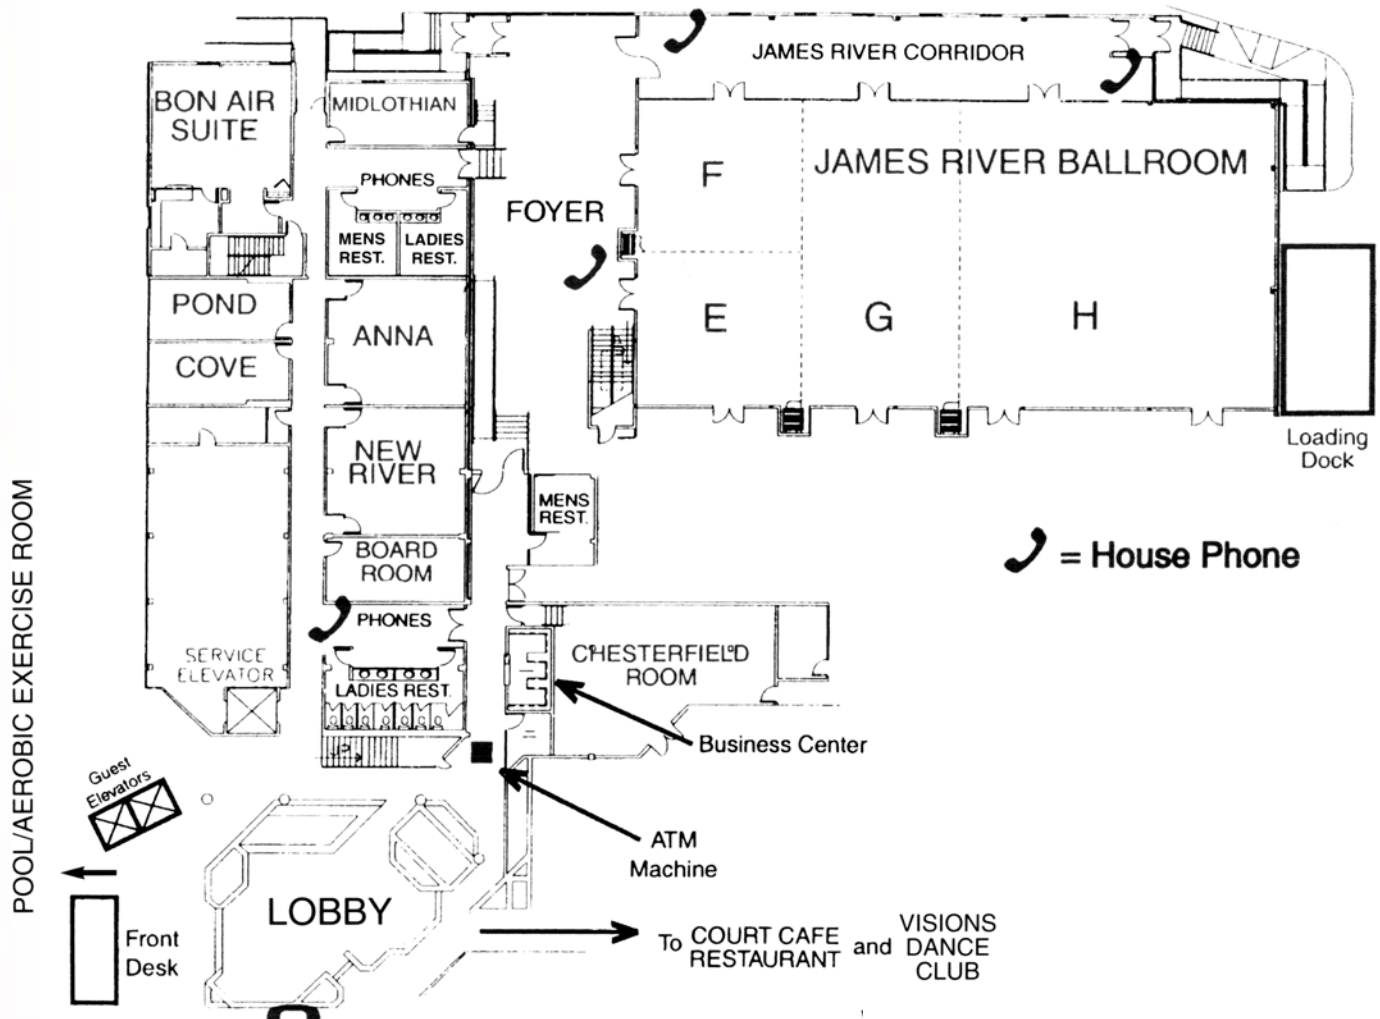 JAMES RIVER CORRIDOR
BON AIR
SUITE
MIDLOTHIAN
PHONES
F
JAMES RIVER BALLROOM
FOYER
MENS
REST.
LADIES
REST.
POND
ANNA
E
G
H
COVE
Loading
Dock
NEW
RIVER
MENS
REST.
BOARD
ROOM
= House Phone
PHONES
SERVICE
ELEVATOR
CHESTERFIELD
ROOM
LADIES REST.
Business Center
UP
Guest
Elevators
ATM
Machine
POOL/AEROBIC EXERCISE ROOM
LOBBY
Front
Desk
To COURT CAFE
RESTAURANT
and
VISIONS
DANCE
CLUB